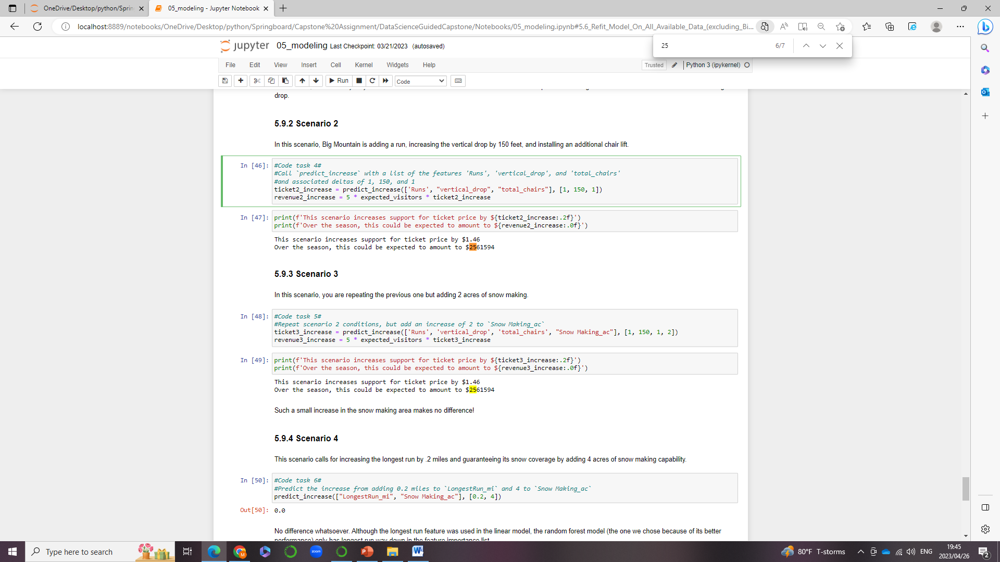 OneDrive/Desktop/python/Sprin
05_modeling - Jupyter Notebook
localhost:8889/notebooks/OneDrive/Desktop/python/Springboard/Capstone%20Assignment/DataScienceGuidedCapstone/Notebooks/05_modeling.ipynb#5.6_Refit_Model_On_All_Available_Data_(excluding_Bi...
25 6/7
jupyter 05_modeling Last Checkpoint: 03/21/2023 (autosaved)
File Edit View Insert Cell Kernel Widgets Help Trusted Python 3 (ipykernel)
Run Code
drop.
5.9.2 Scenario 2
In this scenario, Big Mountain is adding a run, increasing the vertical drop by 150 feet, and installing an additional chair lift.
In [46]: #Code task 4#
#Call `predict_increase` with a list of the features 'Runs', 'vertical_drop', and 'total_chairs'
#and associated deltas of 1, 150, and 1
ticket2_increase = predict_increase(['Runs', "vertical_drop", "total_chairs"], [1, 150, 1])
revenue2_increase = 5 * expected_visitors * ticket2_increase
In [47]: print(f'This scenario increases support for ticket price by ${ticket2_increase:.2f}')
print(f'Over the season, this could be expected to amount to ${revenue2_increase:.0f}')
This scenario increases support for ticket price by $1.46
Over the season, this could be expected to amount to $2561594
5.9.3 Scenario 3
In this scenario, you are repeating the previous one but adding 2 acres of snow making.
In [48]: #Code task 5#
#Repeat scenario 2 conditions, but add an increase of 2 to `Snow Making_ac`
ticket3_increase = predict_increase(['Runs', 'vertical_drop', 'total_chairs', "Snow Making_ac"], [1, 150, 1, 2])
revenue3_increase = 5 * expected_visitors * ticket3_increase
In [49]: print(f'This scenario increases support for ticket price by ${ticket3_increase:.2f}')
print(f'Over the season, this could be expected to amount to ${revenue3_increase:.0f}')
This scenario increases support for ticket price by $1.46
Over the season, this could be expected to amount to $2561594
Such a small increase in the snow making area makes no difference!
5.9.4 Scenario 4
This scenario calls for increasing the longest run by .2 miles and guaranteeing its snow coverage by adding 4 acres of snow making capability.
In [50]: #Code task 6#
#Predict the increase from adding 0.2 miles to `LongestRun_mi` and 4 to `Snow Making_ac`
predict_increase(["LongestRun_mi", "Snow Making_ac"], [0.2, 4])
Out[50]: 0.0
No difference whatsoever. Although the longest run feature was used in the linear model, the random forest model (the one we chose because of its better
performance) only has longest run way down in the feature importance list.
Type here to search
zoom
80°F T-storms
ENG
19:45
2023/04/26
2